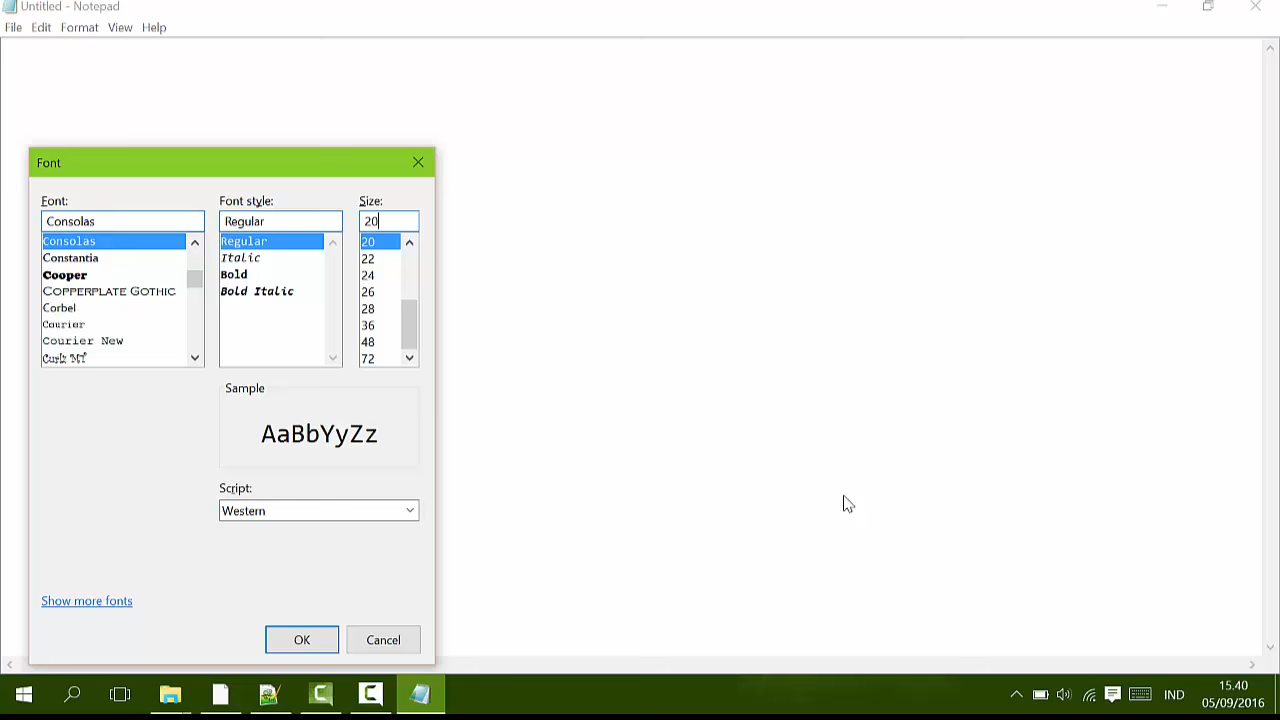 Untitled - Notepad
File Edit Format View Help
Font
Font: Font style: Size:
Consolas Regular 20
Consolas Regular 20
Constantia Italic 22
Cooper Bold 24
Copperplate Gothic Bold Italic 26
Corbel 28
Courier 36
Courier New 48
Curlz MT 72
Sample
AaBbYyZz
Script:
Western
Show more fonts
OK Cancel
IND
15.40
05/09/2016